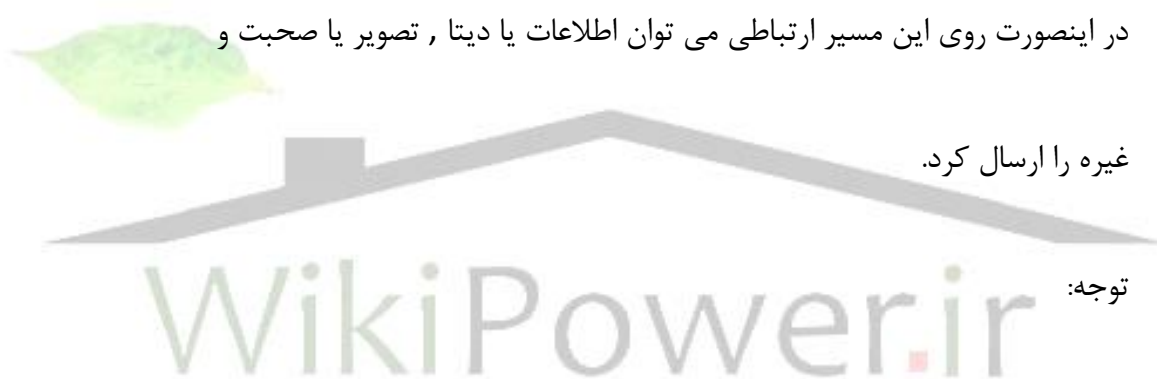 در اینصورت روی این مسیر ارتباطی می توان اطلاعات یا دیتا , تصویر یا صحبت و
غیره را ارسال کرد.
توجه:
WikiPower.ir